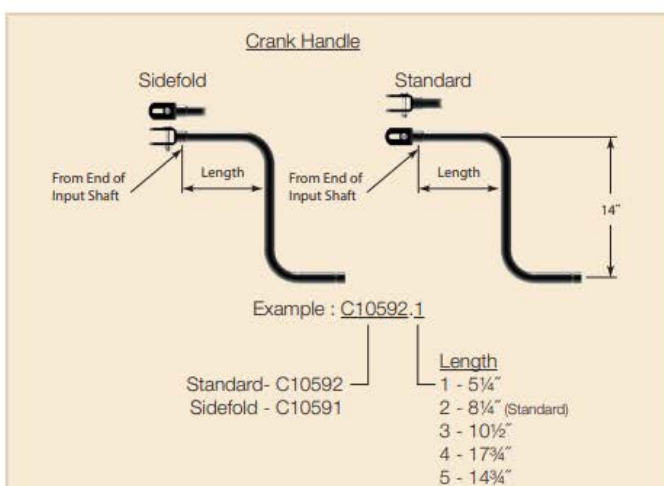 Crank Handle
Sidefold
Standard
From End of
Input Shaft
Length
From End of
Input Shaft
Length
14″
Example : C10592.1
Standard- C10592
Sidefold - C10591
Length
1 - 5¼″
2 - 8¼″ (Standard)
3 - 10½″
4 - 17¾″
5 - 14¾″